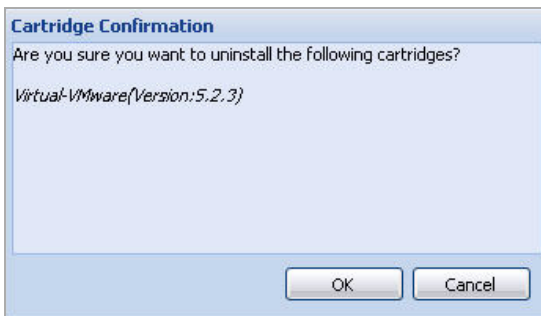 Cartridge Confirmation
Are you sure you want to uninstall the following cartridges?
Virtual-VMware(Version:5.2.3)
OK
Cancel